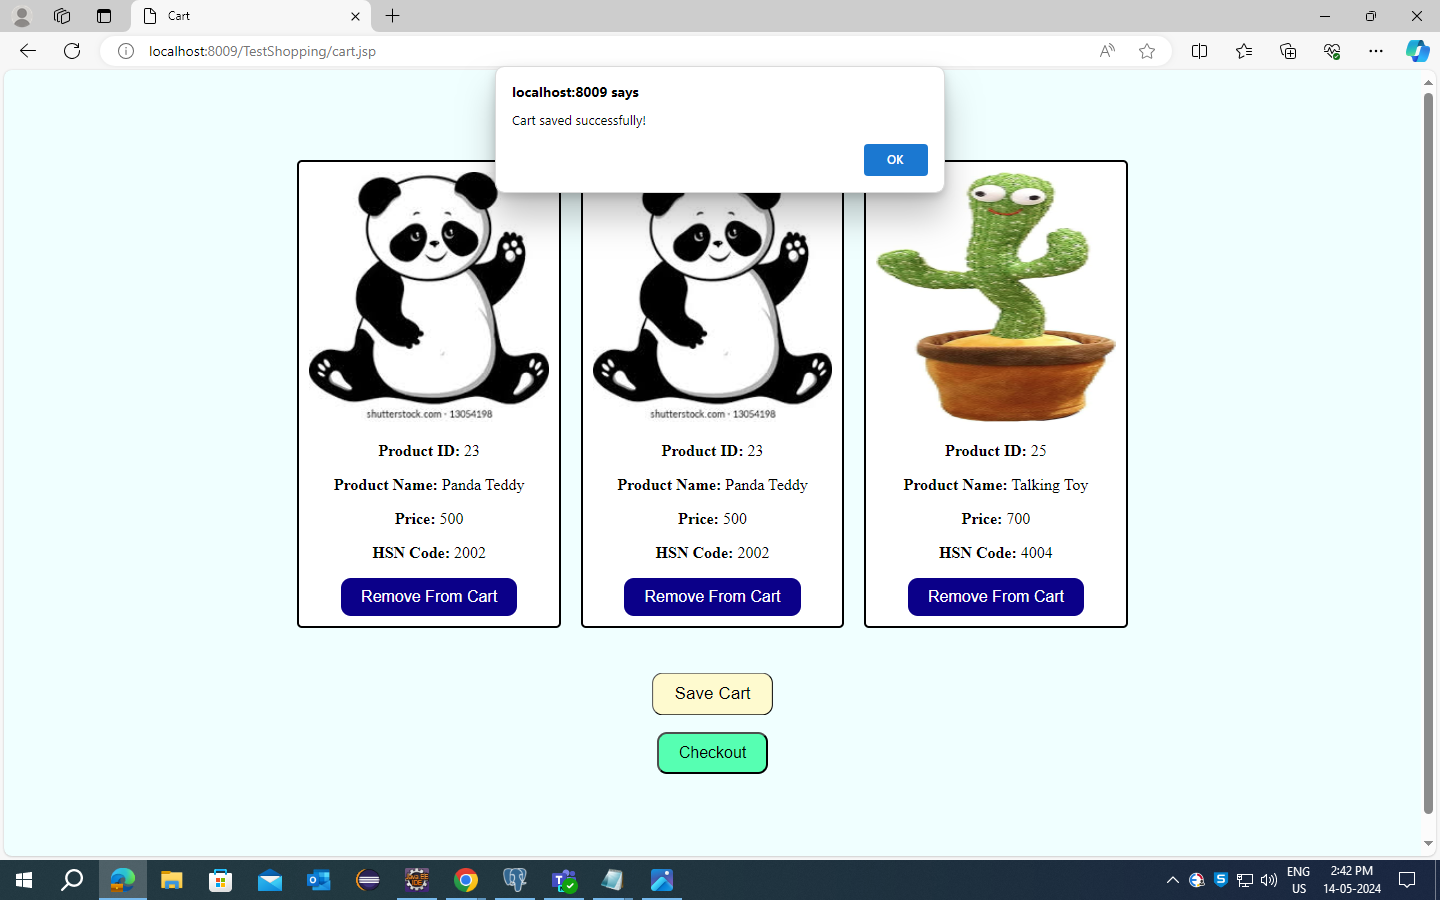 Cart
localhost:8009/TestShopping/cart.jsp
localhost:8009 says
Cart saved successfully!
OK
shutterstock.com · 13054198
shutterstock.com · 13054198
Product ID: 23
Product ID: 23
Product ID: 25
Product Name: Panda Teddy
Product Name: Panda Teddy
Product Name: Talking Toy
Price: 500
Price: 500
Price: 700
HSN Code: 2002
HSN Code: 2002
HSN Code: 4004
Remove From Cart
Remove From Cart
Remove From Cart
Save Cart
Checkout
ENG
US
2:42 PM
14-05-2024